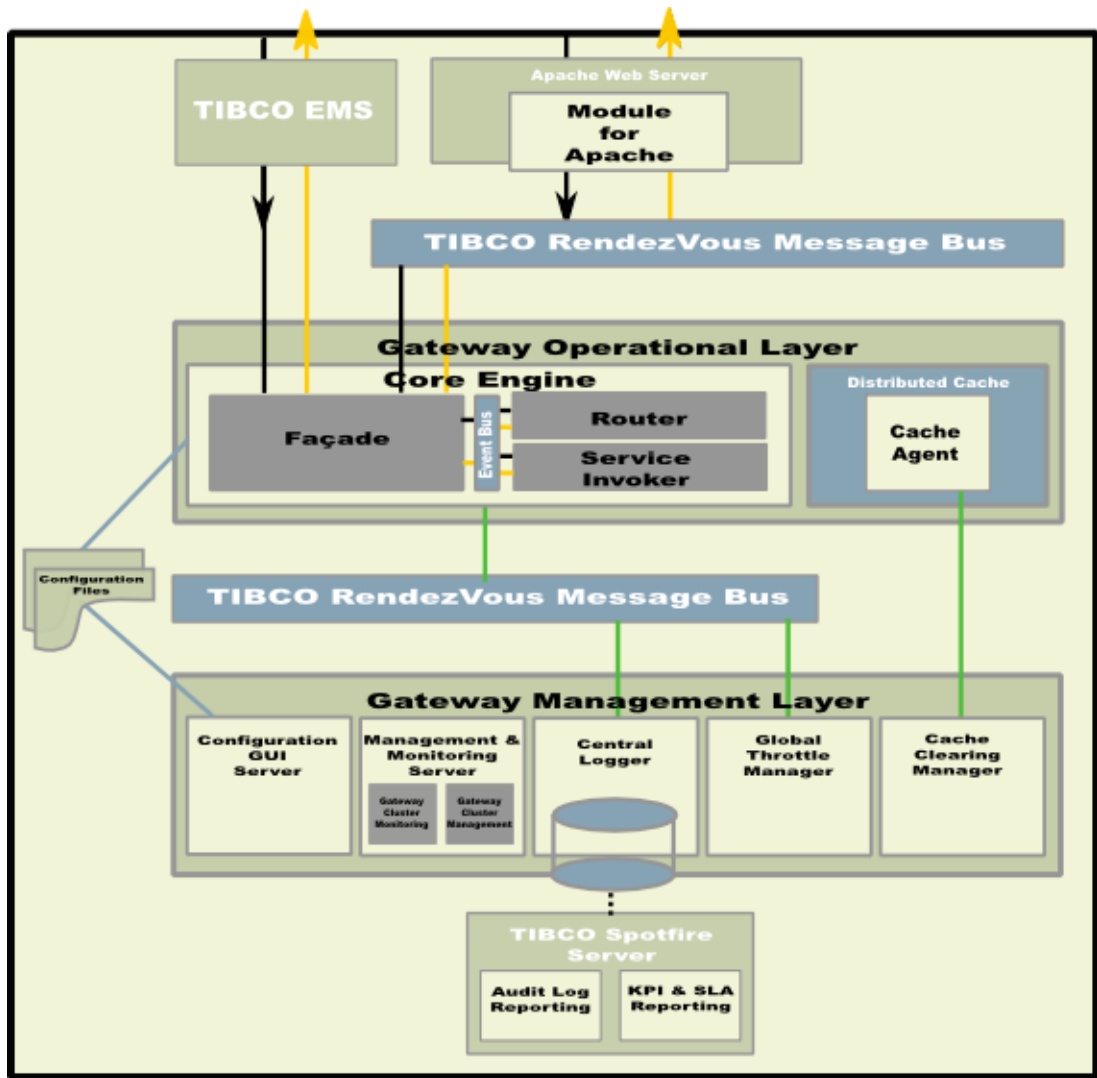 Apache Web Server
TIBCO EMS
Module
for
Apache
TIBCO RendezVous Message Bus
Gateway Operational Layer
Core Engine
Distributed Cache
Façade
Event Bus
Router
Service
Invoker
Cache
Agent
Configuration
Files
TIBCO RendezVous Message Bus
Gateway Management Layer
Configuration
GUI
Server
Management &
Monitoring
Server
Gateway
Cluster
Monitoring
Gateway
Cluster
Management
Central
Logger
Global
Throttle
Manager
Cache
Clearing
Manager
TIBCO Spotfire
Server
Audit Log
Reporting
KPI & SLA
Reporting